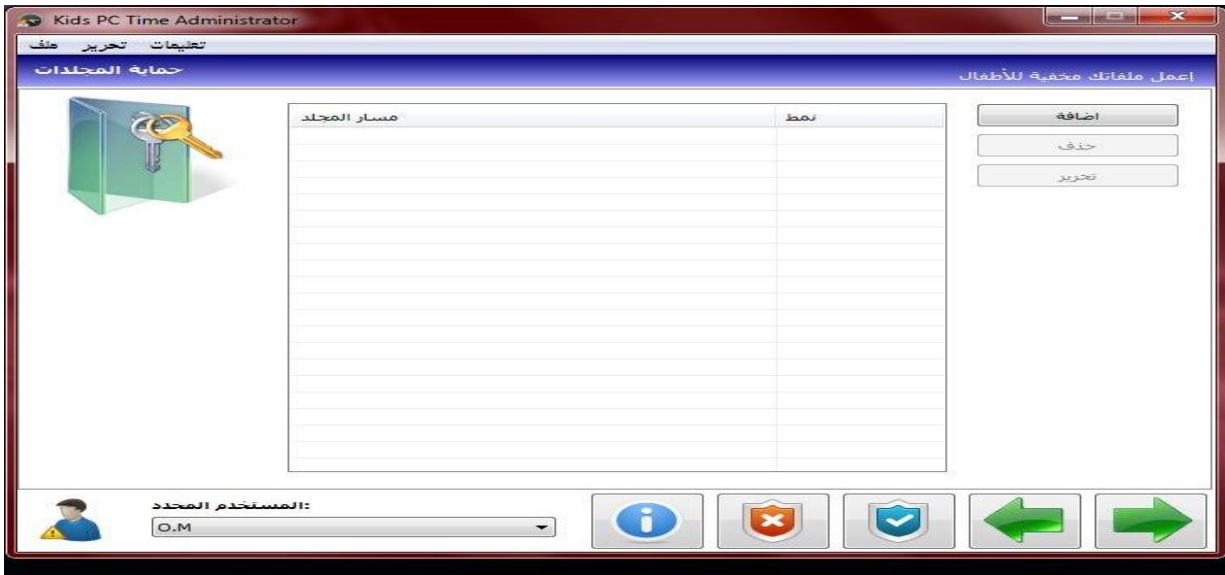 Kids PC Time Administrator
ملف تحرير تعليمات
حماية المجلدات
إعمل ملفاتك مخفية للأطفال
مسار المجلد
نمط
اضافة
حذف
تحرير
المستخدم المحدد:
O.M